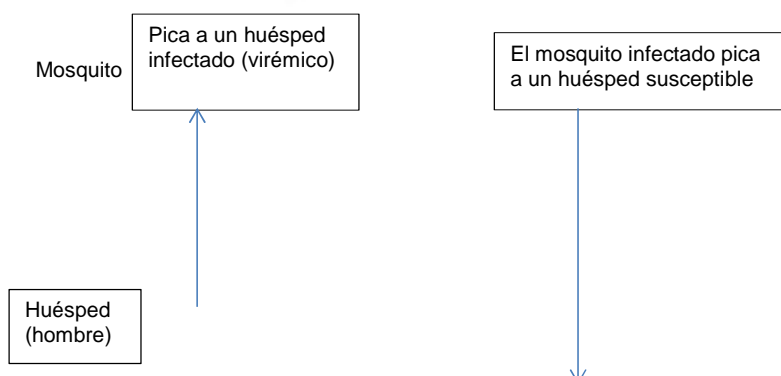 Pica a un huésped
infectado (virémico)
Mosquito
El mosquito infectado pica
a un huésped susceptible
Huésped
(hombre)